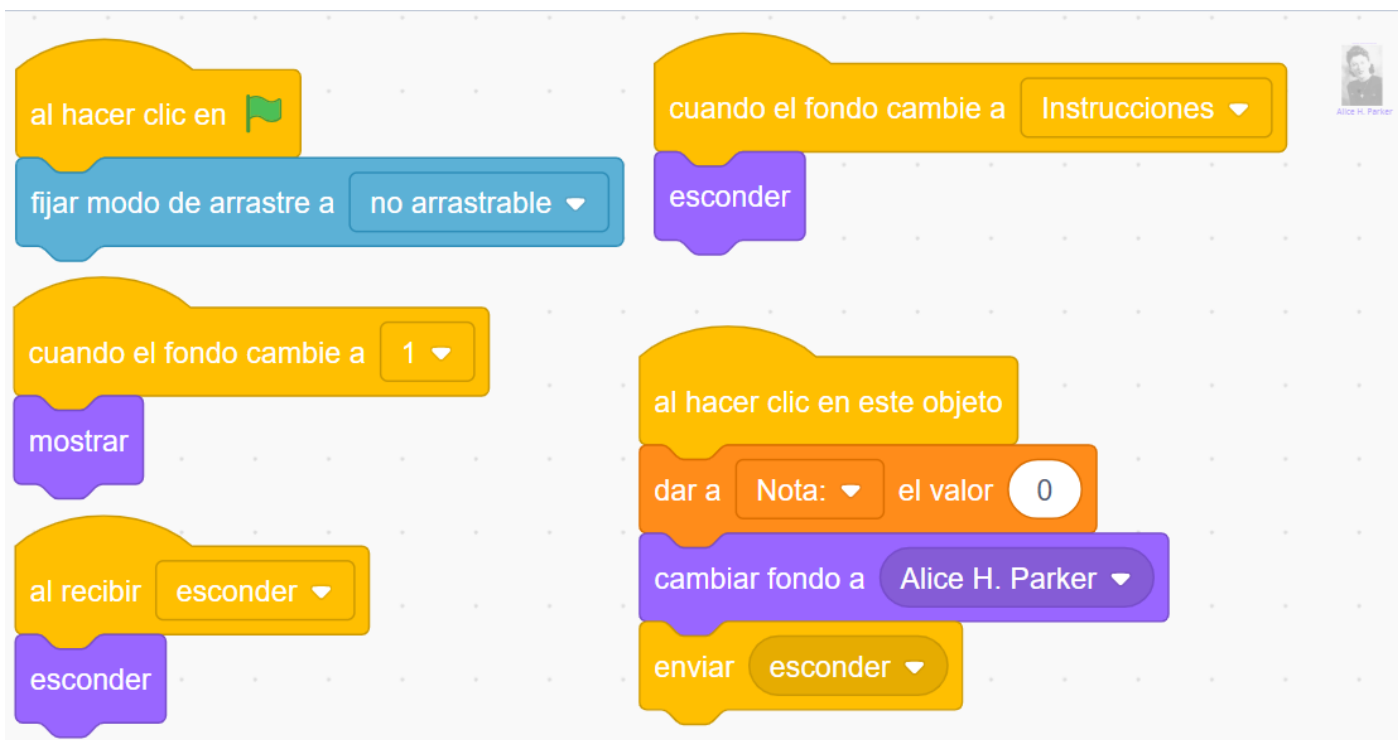 al hacer clic en
fijar modo de arrastre a no arrastrable
cuando el fondo cambie a 1
mostrar
al recibir esconder
esconder
cuando el fondo cambie a Instrucciones
esconder
al hacer clic en este objeto
dar a Nota: el valor 0
cambiar fondo a Alice H. Parker
enviar esconder
Alice H. Parker